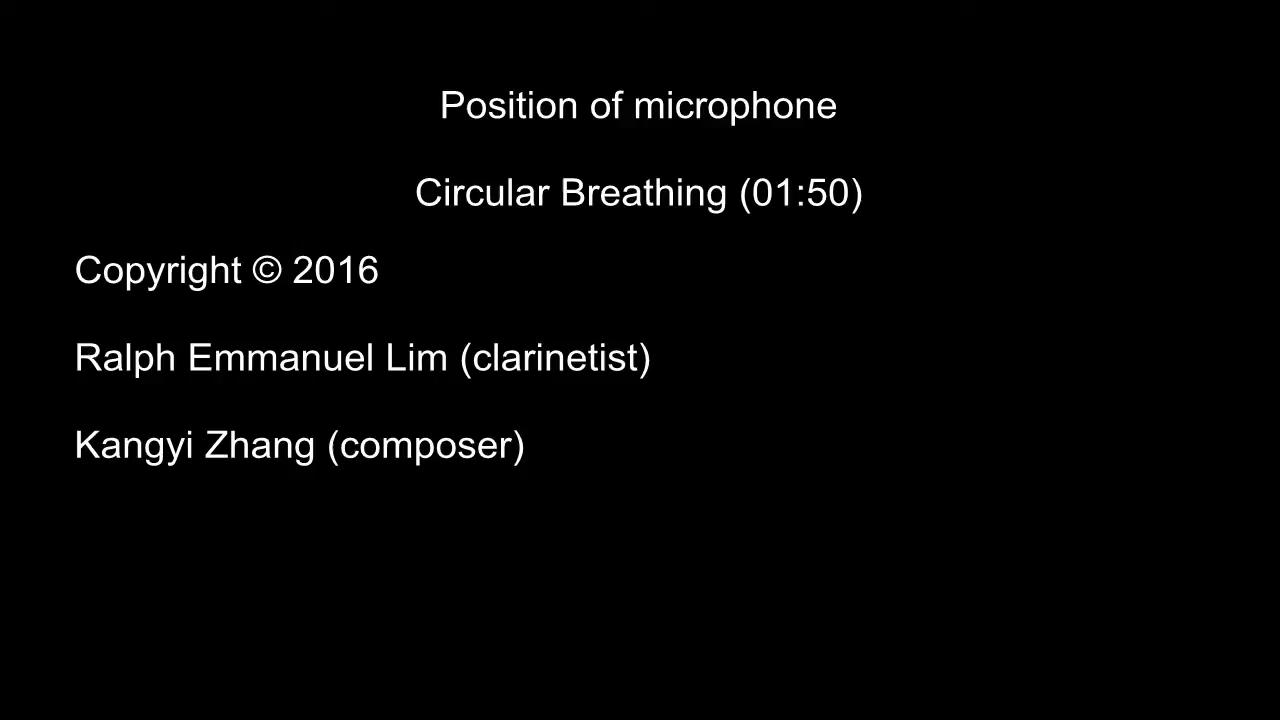 Position of microphone
Circular Breathing (01:50)
Copyright © 2016
Ralph Emmanuel Lim (clarinetist)
Kangyi Zhang (composer)